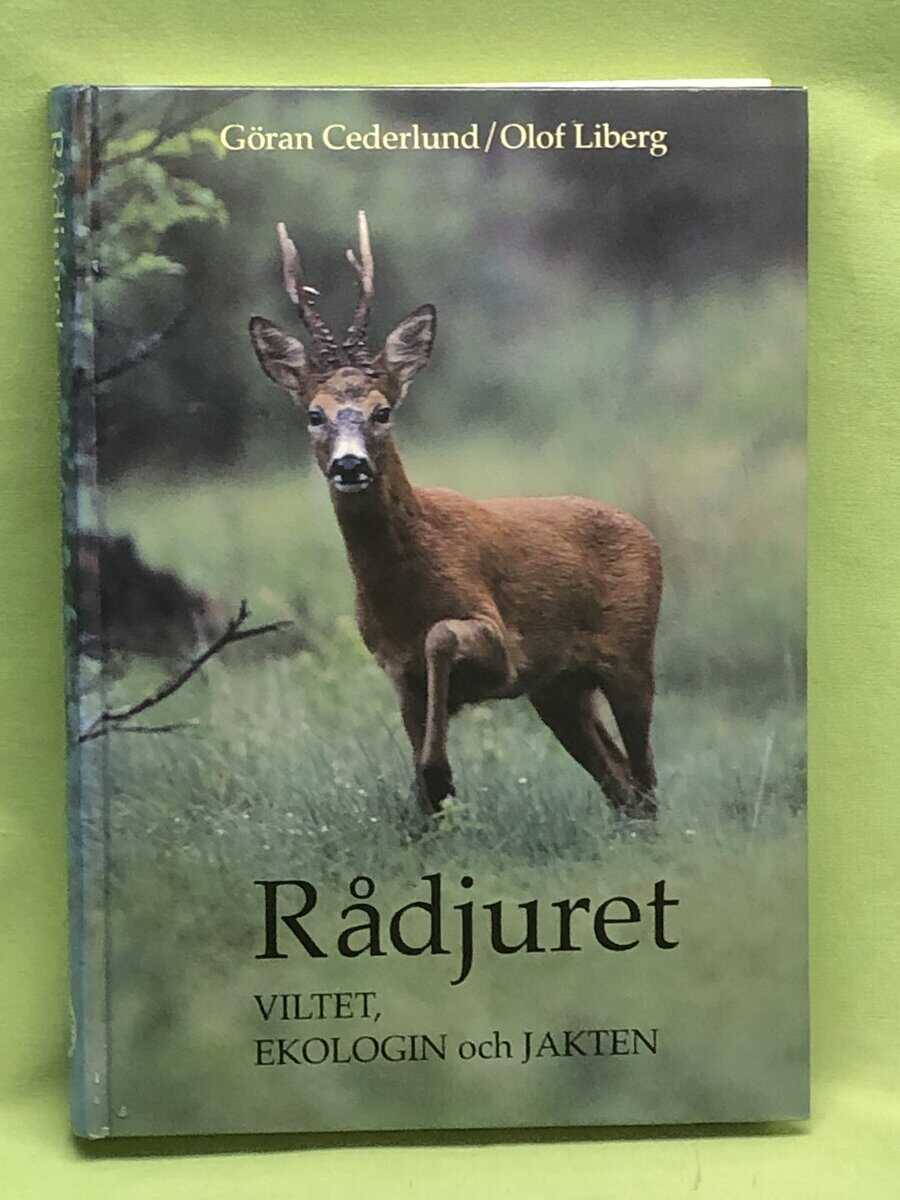 Göran Cederlund/Olof Liberg
Rådjuret
VILTET,
EKOLOGIN och JAKTEN